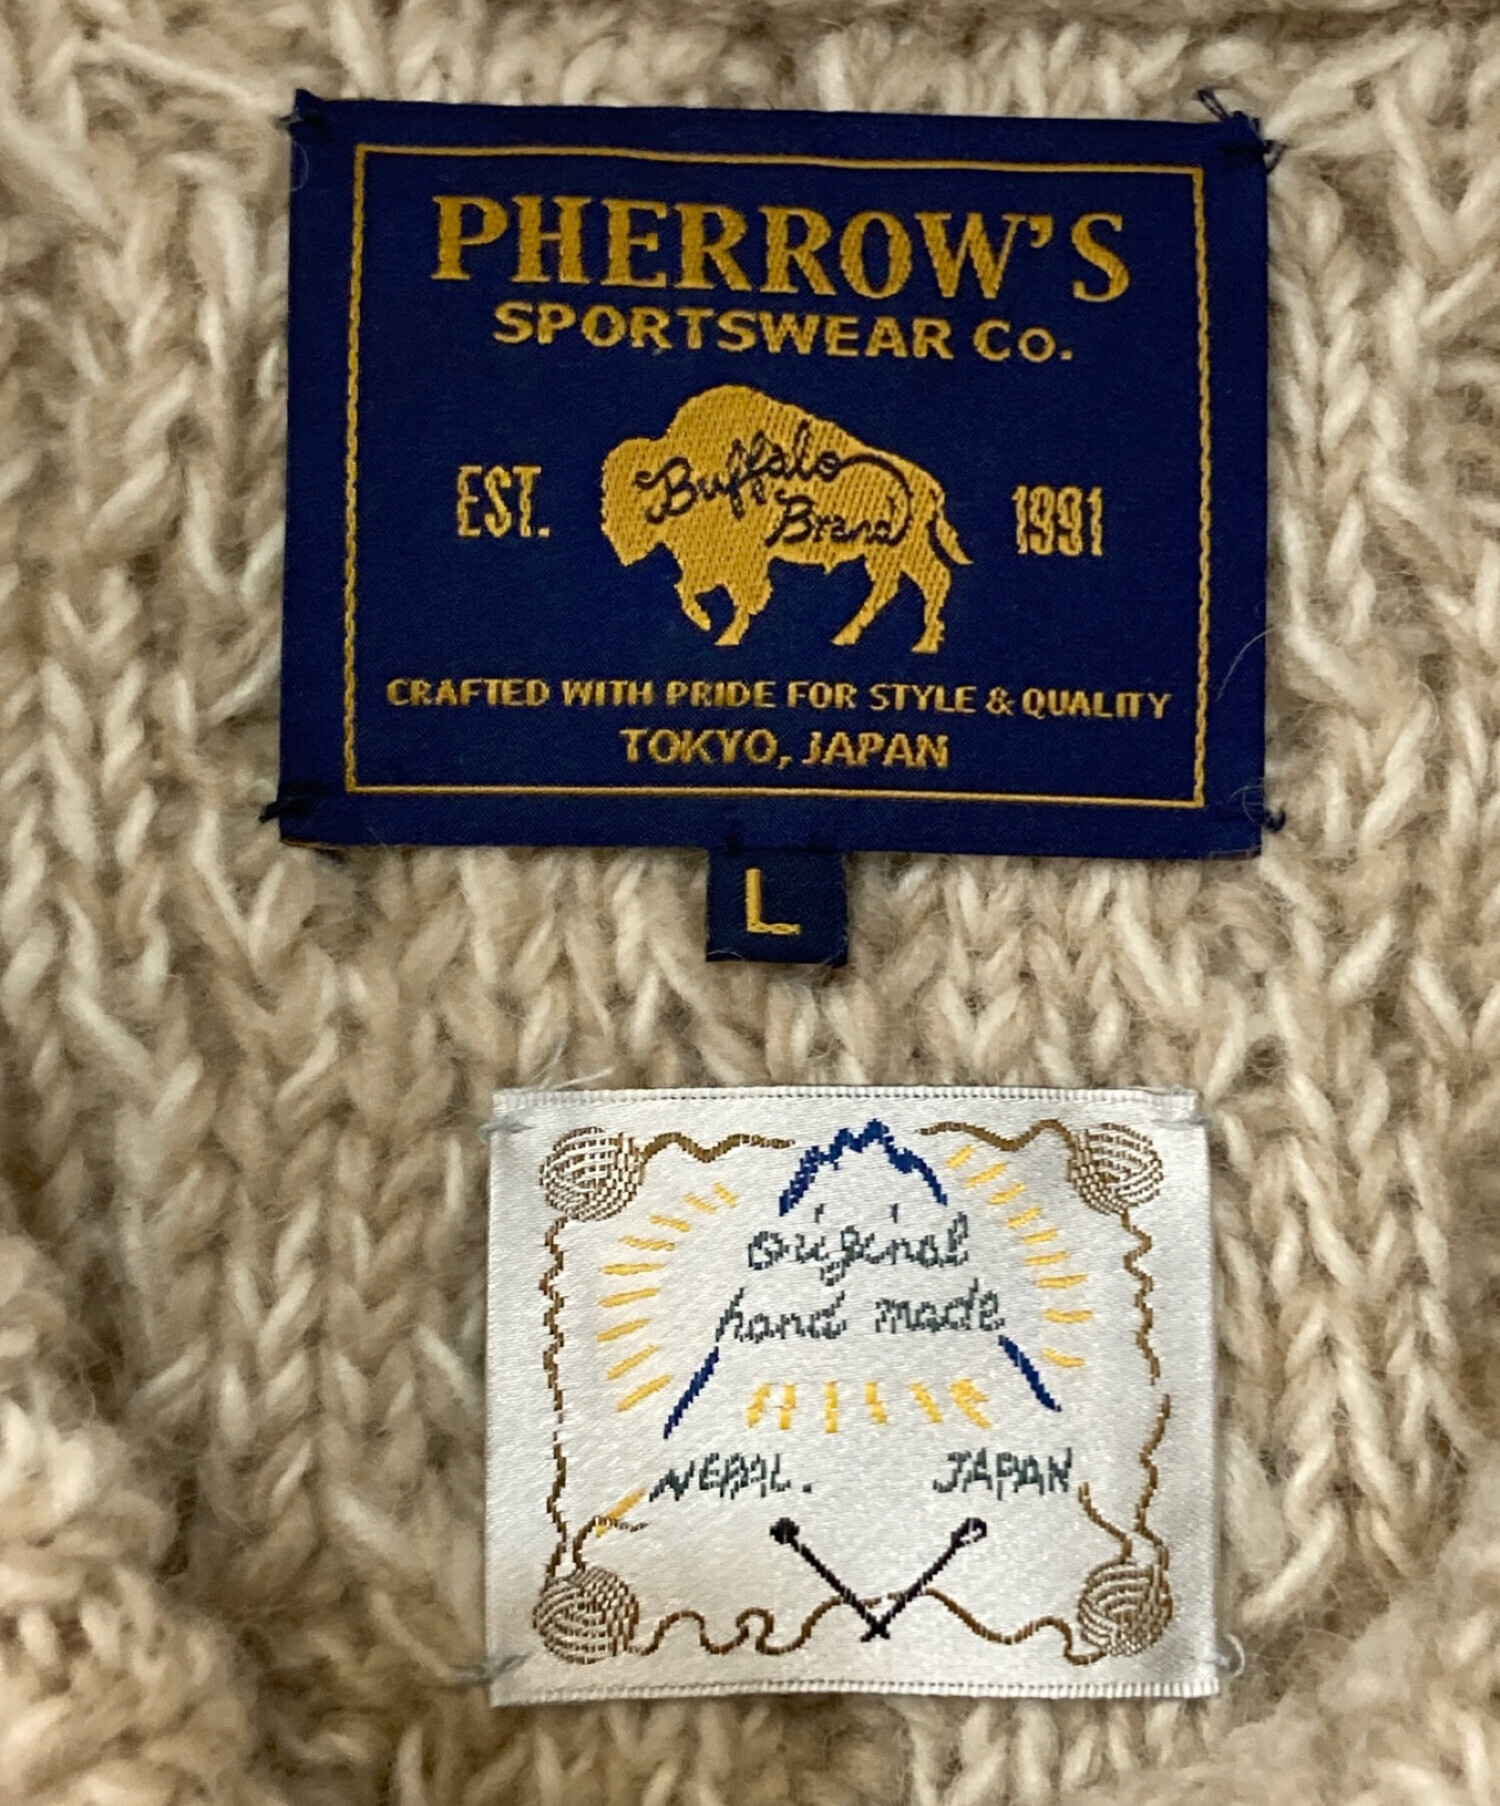 PHERROW'S
SPORTSWEAR Co.
Buffalo
Brand
EST. 1991
CRAFTED WITH PRIDE FOR STYLE & QUALITY
TOKYO, JAPAN
L
original
hand made
NEPAL. JAPAN